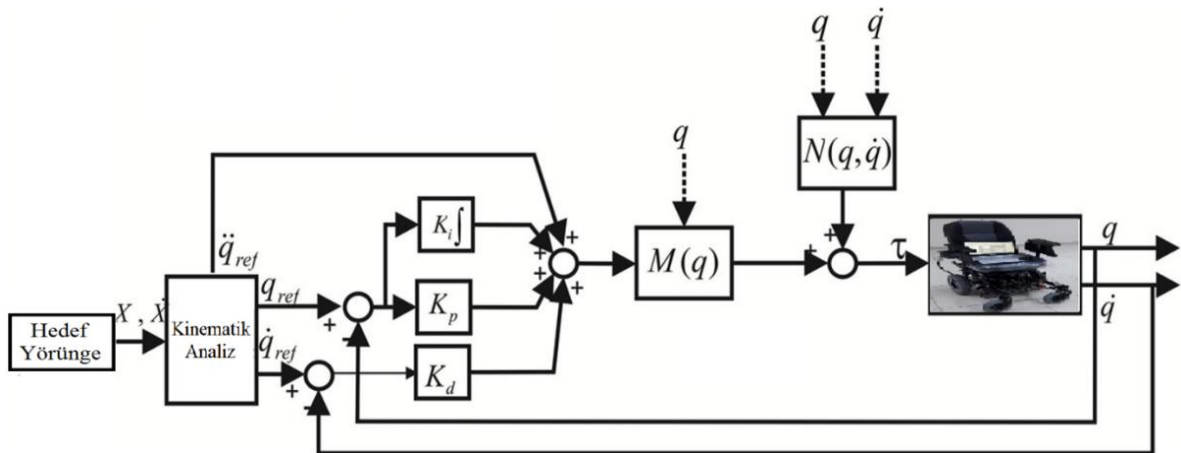 q
q̇
N(q,q̇)
q
K_i∫
q̈_ref
M(q)
τ
q
q_ref
K_p
X , Ẋ
Hedef
Yörünge
Kinematik
Analiz
q̇_ref
K_d
q̇
+
+
+
+
+
+
+
-
+
-